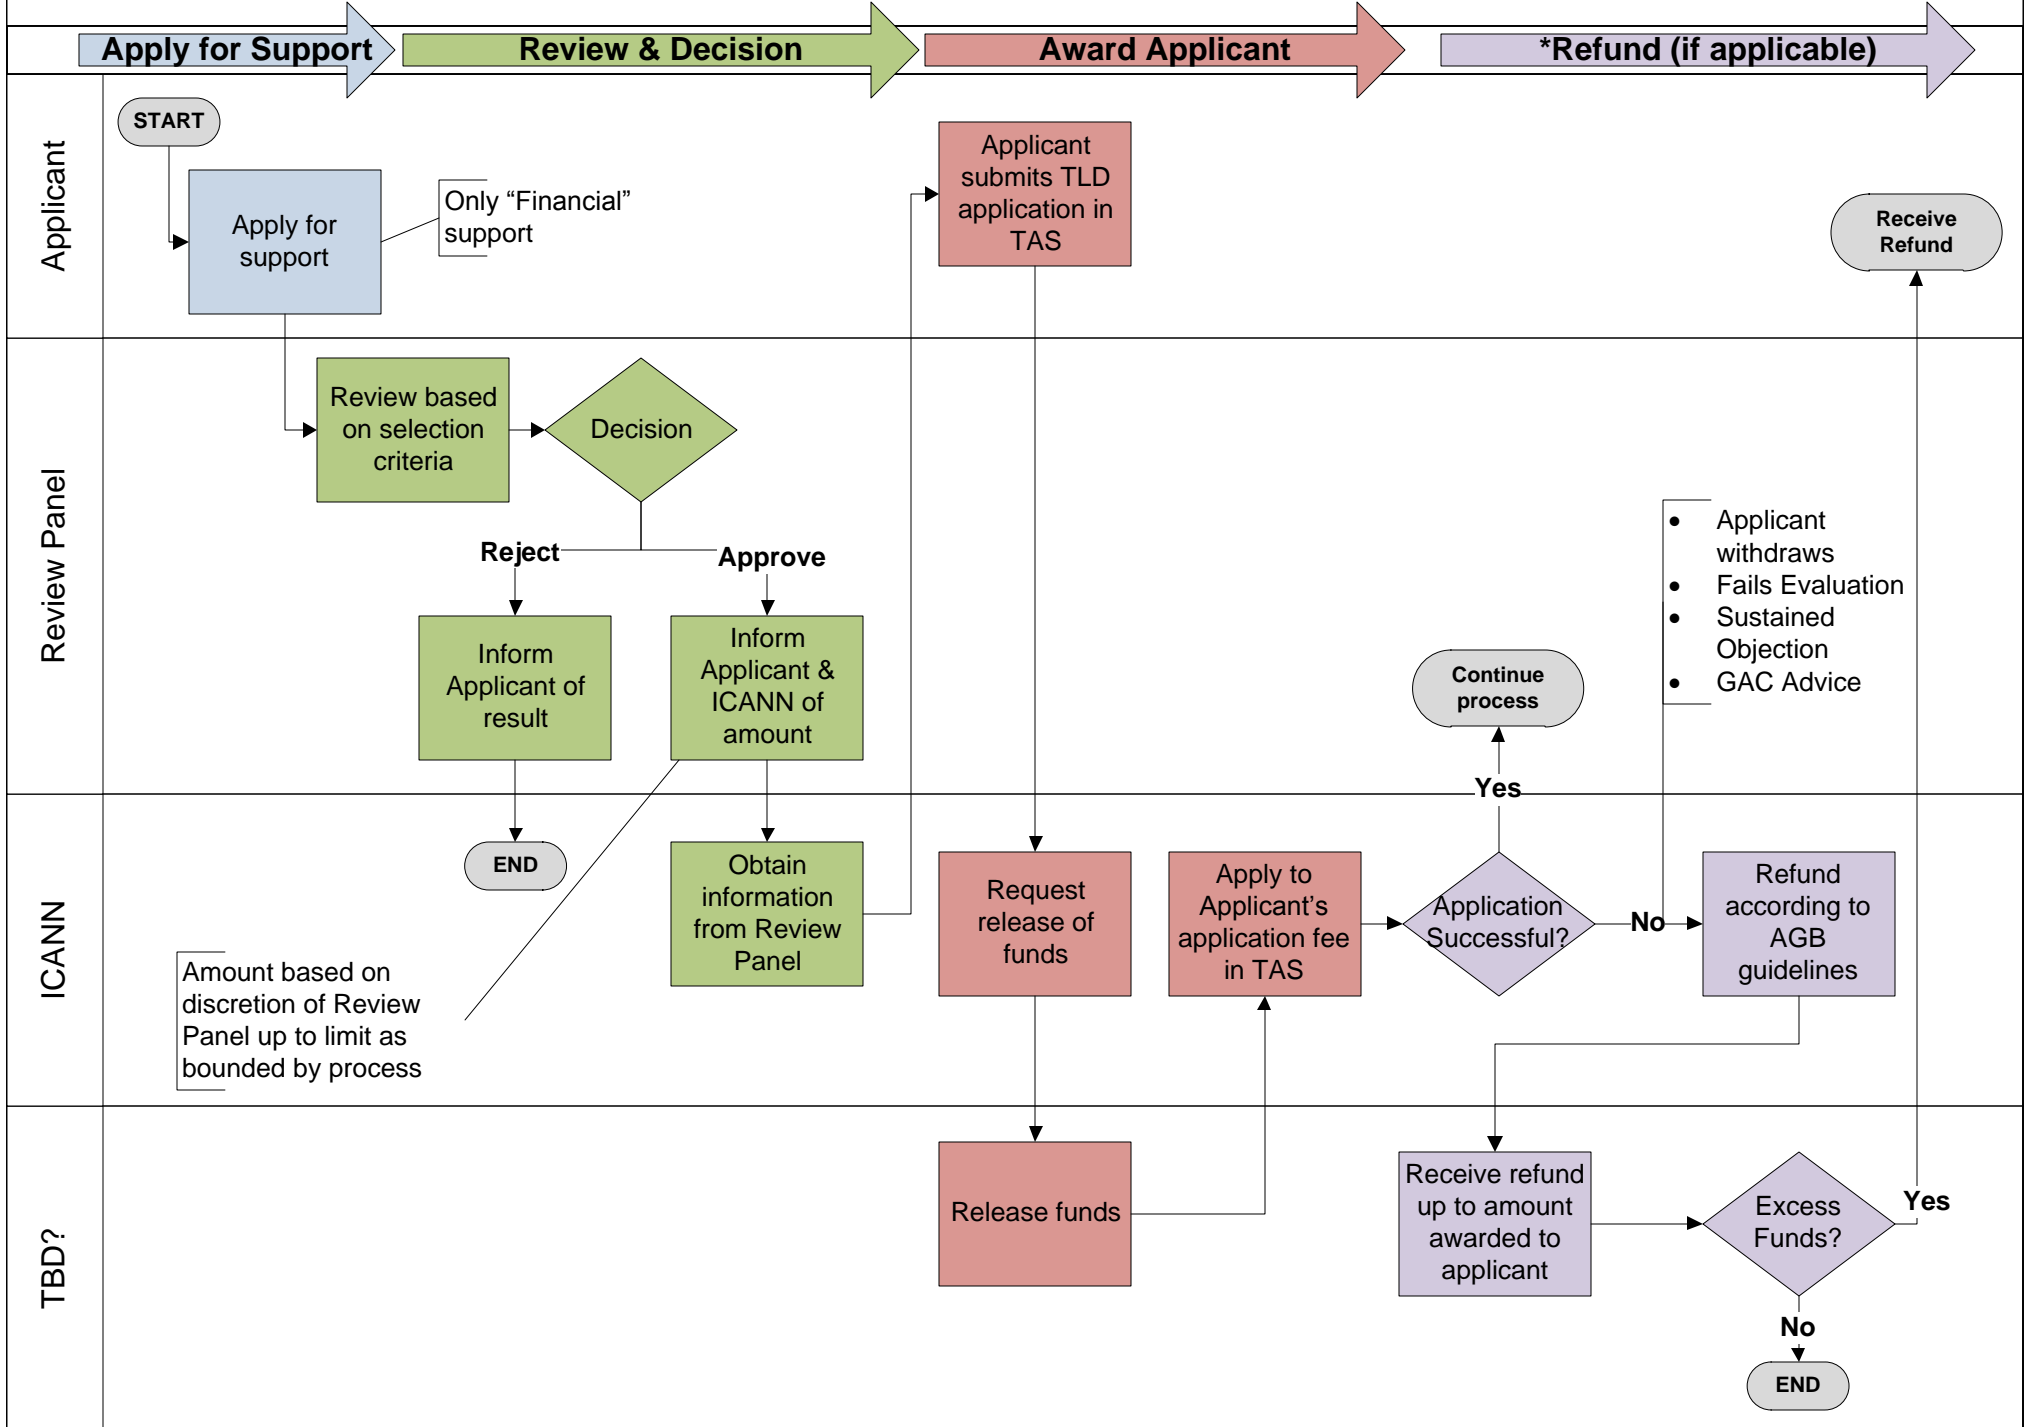 Apply for Support
Review & Decision
Award Applicant
*Refund (if applicable)
Applicant
START
Apply for
support
Only “Financial”
support
Applicant
submits TLD
application in
TAS
Receive
Refund
Review Panel
Review based
on selection
criteria
Decision
Reject
Approve
Inform
Applicant of
result
Inform
Applicant &
ICANN of
amount
Continue
process
• Applicant
withdraws
• Fails Evaluation
• Sustained
Objection
• GAC Advice
Yes
ICANN
END
Amount based on
discretion of Review
Panel up to limit as
bounded by process
Obtain
information
from Review
Panel
Request
release of
funds
Apply to
Applicant’s
application fee
in TAS
Application
Successful?
No
Refund
according to
AGB
guidelines
TBD?
Release funds
Receive refund
up to amount
awarded to
applicant
Excess
Funds?
Yes
No
END